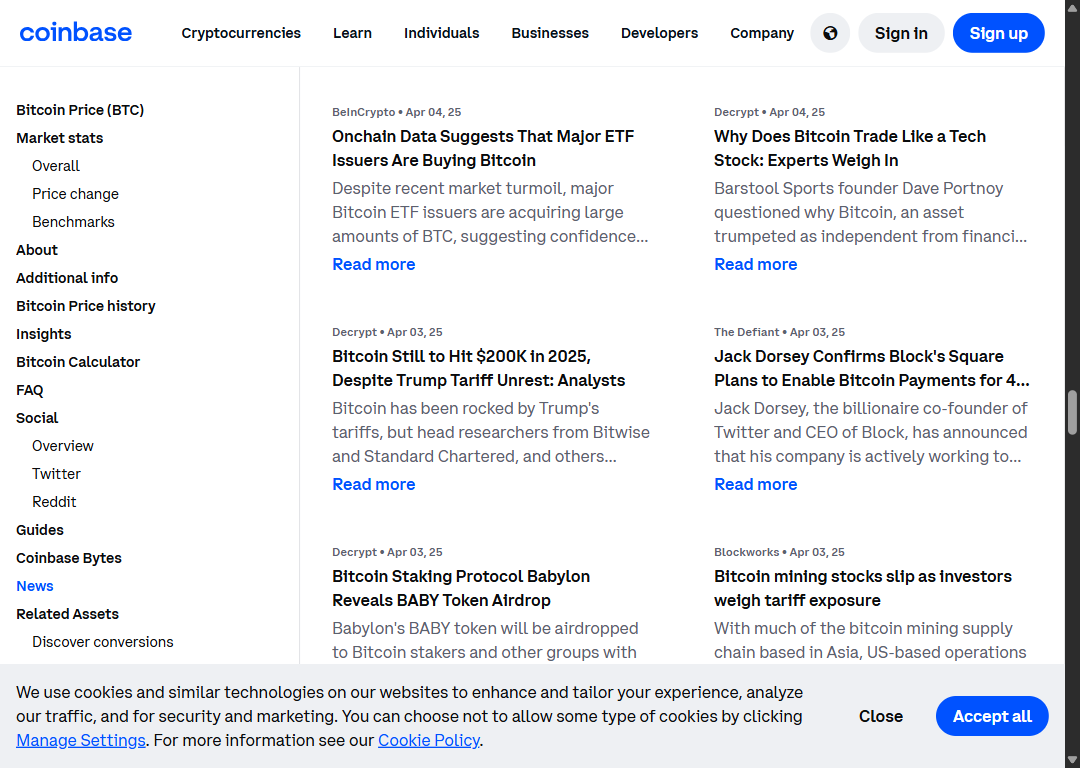 coinbase
Cryptocurrencies
Learn
Individuals
Businesses
Developers
Company
Sign in
Sign up
Bitcoin Price (BTC)
Market stats
Overall
Price change
Benchmarks
About
Additional info
Bitcoin Price history
Insights
Bitcoin Calculator
FAQ
Social
Overview
Twitter
Reddit
Guides
Coinbase Bytes
News
Related Assets
Discover conversions
BeInCrypto • Apr 04, 25
Onchain Data Suggests That Major ETF
Issuers Are Buying Bitcoin
Despite recent market turmoil, major
Bitcoin ETF issuers are acquiring large
amounts of BTC, suggesting confidence...
Read more
Decrypt • Apr 04, 25
Why Does Bitcoin Trade Like a Tech
Stock: Experts Weigh In
Barstool Sports founder Dave Portnoy
questioned why Bitcoin, an asset
trumpeted as independent from financi...
Read more
Decrypt • Apr 03, 25
Bitcoin Still to Hit $200K in 2025,
Despite Trump Tariff Unrest: Analysts
Bitcoin has been rocked by Trump's
tariffs, but head researchers from Bitwise
and Standard Chartered, and others...
Read more
The Defiant • Apr 03, 25
Jack Dorsey Confirms Block's Square
Plans to Enable Bitcoin Payments for 4...
Jack Dorsey, the billionaire co-founder of
Twitter and CEO of Block, has announced
that his company is actively working to...
Read more
Decrypt • Apr 03, 25
Bitcoin Staking Protocol Babylon
Reveals BABY Token Airdrop
Babylon's BABY token will be airdropped
to Bitcoin stakers and other groups with
Blockworks • Apr 03, 25
Bitcoin mining stocks slip as investors
weigh tariff exposure
With much of the bitcoin mining supply
chain based in Asia, US-based operations
We use cookies and similar technologies on our websites to enhance and tailor your experience, analyze
our traffic, and for security and marketing. You can choose not to allow some type of cookies by clicking
Manage Settings. For more information see our Cookie Policy.
Close
Accept all